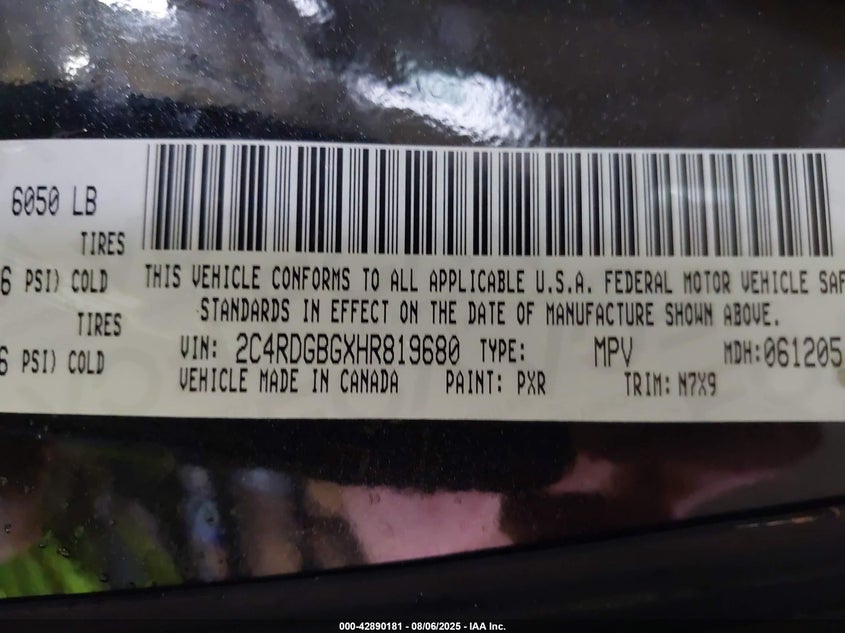 6050 LB
TIRES
6 PSI) COLD
TIRES
6 PSI) COLD
THIS VEHICLE CONFORMS TO ALL APPLICABLE U.S.A. FEDERAL MOTOR VEHICLE SAF
STANDARDS IN EFFECT ON THE DATE OF MANUFACTURE SHOWN ABOVE.
VIN: 2C4RDGBGXHR819680 TYPE: MPV MDH:061205
VEHICLE MADE IN CANADA PAINT: PXR TRIM: N7X9
000-42890181 - 08/06/2025 - IAA Inc.